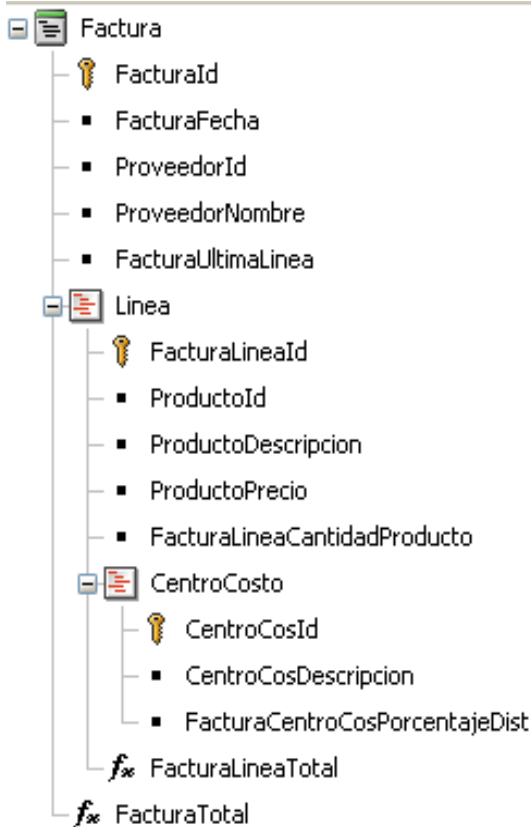 Factura
FacturaId
FacturaFecha
ProveedorId
ProveedorNombre
FacturaUltimaLinea
Linea
FacturaLineaId
ProductoId
ProductoDescripcion
ProductoPrecio
FacturaLineaCantidadProducto
CentroCosto
CentroCosId
CentroCosDescripcion
FacturaCentroCosPorcentajeDist
FacturaLineaTotal
FacturaTotal